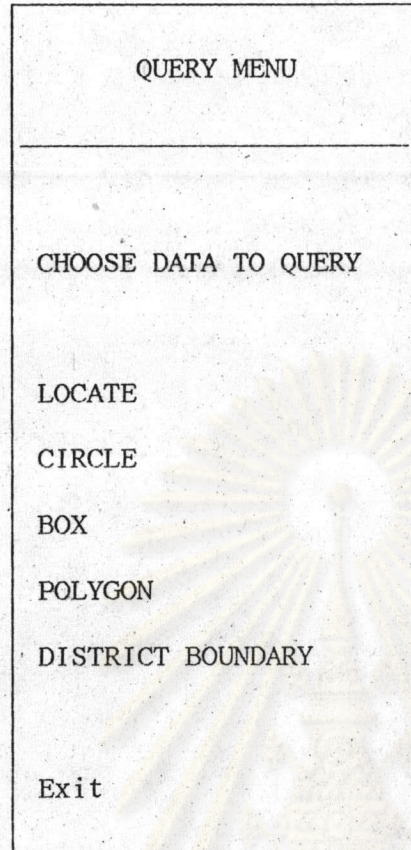 QUERY MENU
CHOOSE DATA TO QUERY
LOCATE
CIRCLE
BOX
POLYGON
DISTRICT BOUNDARY
Exit